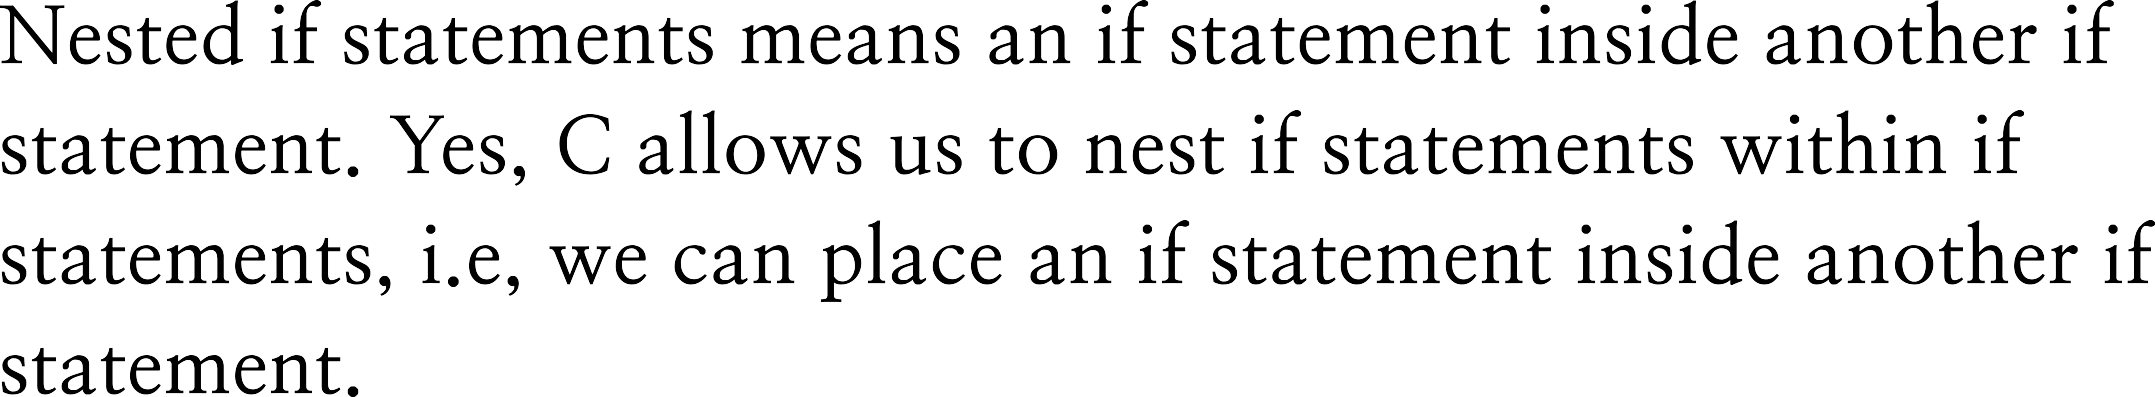 Nested if statements means an if statement inside another if
statement. Yes, C allows us to nest if statements within if
statements, i.e, we can place an if statement inside another if
statement.